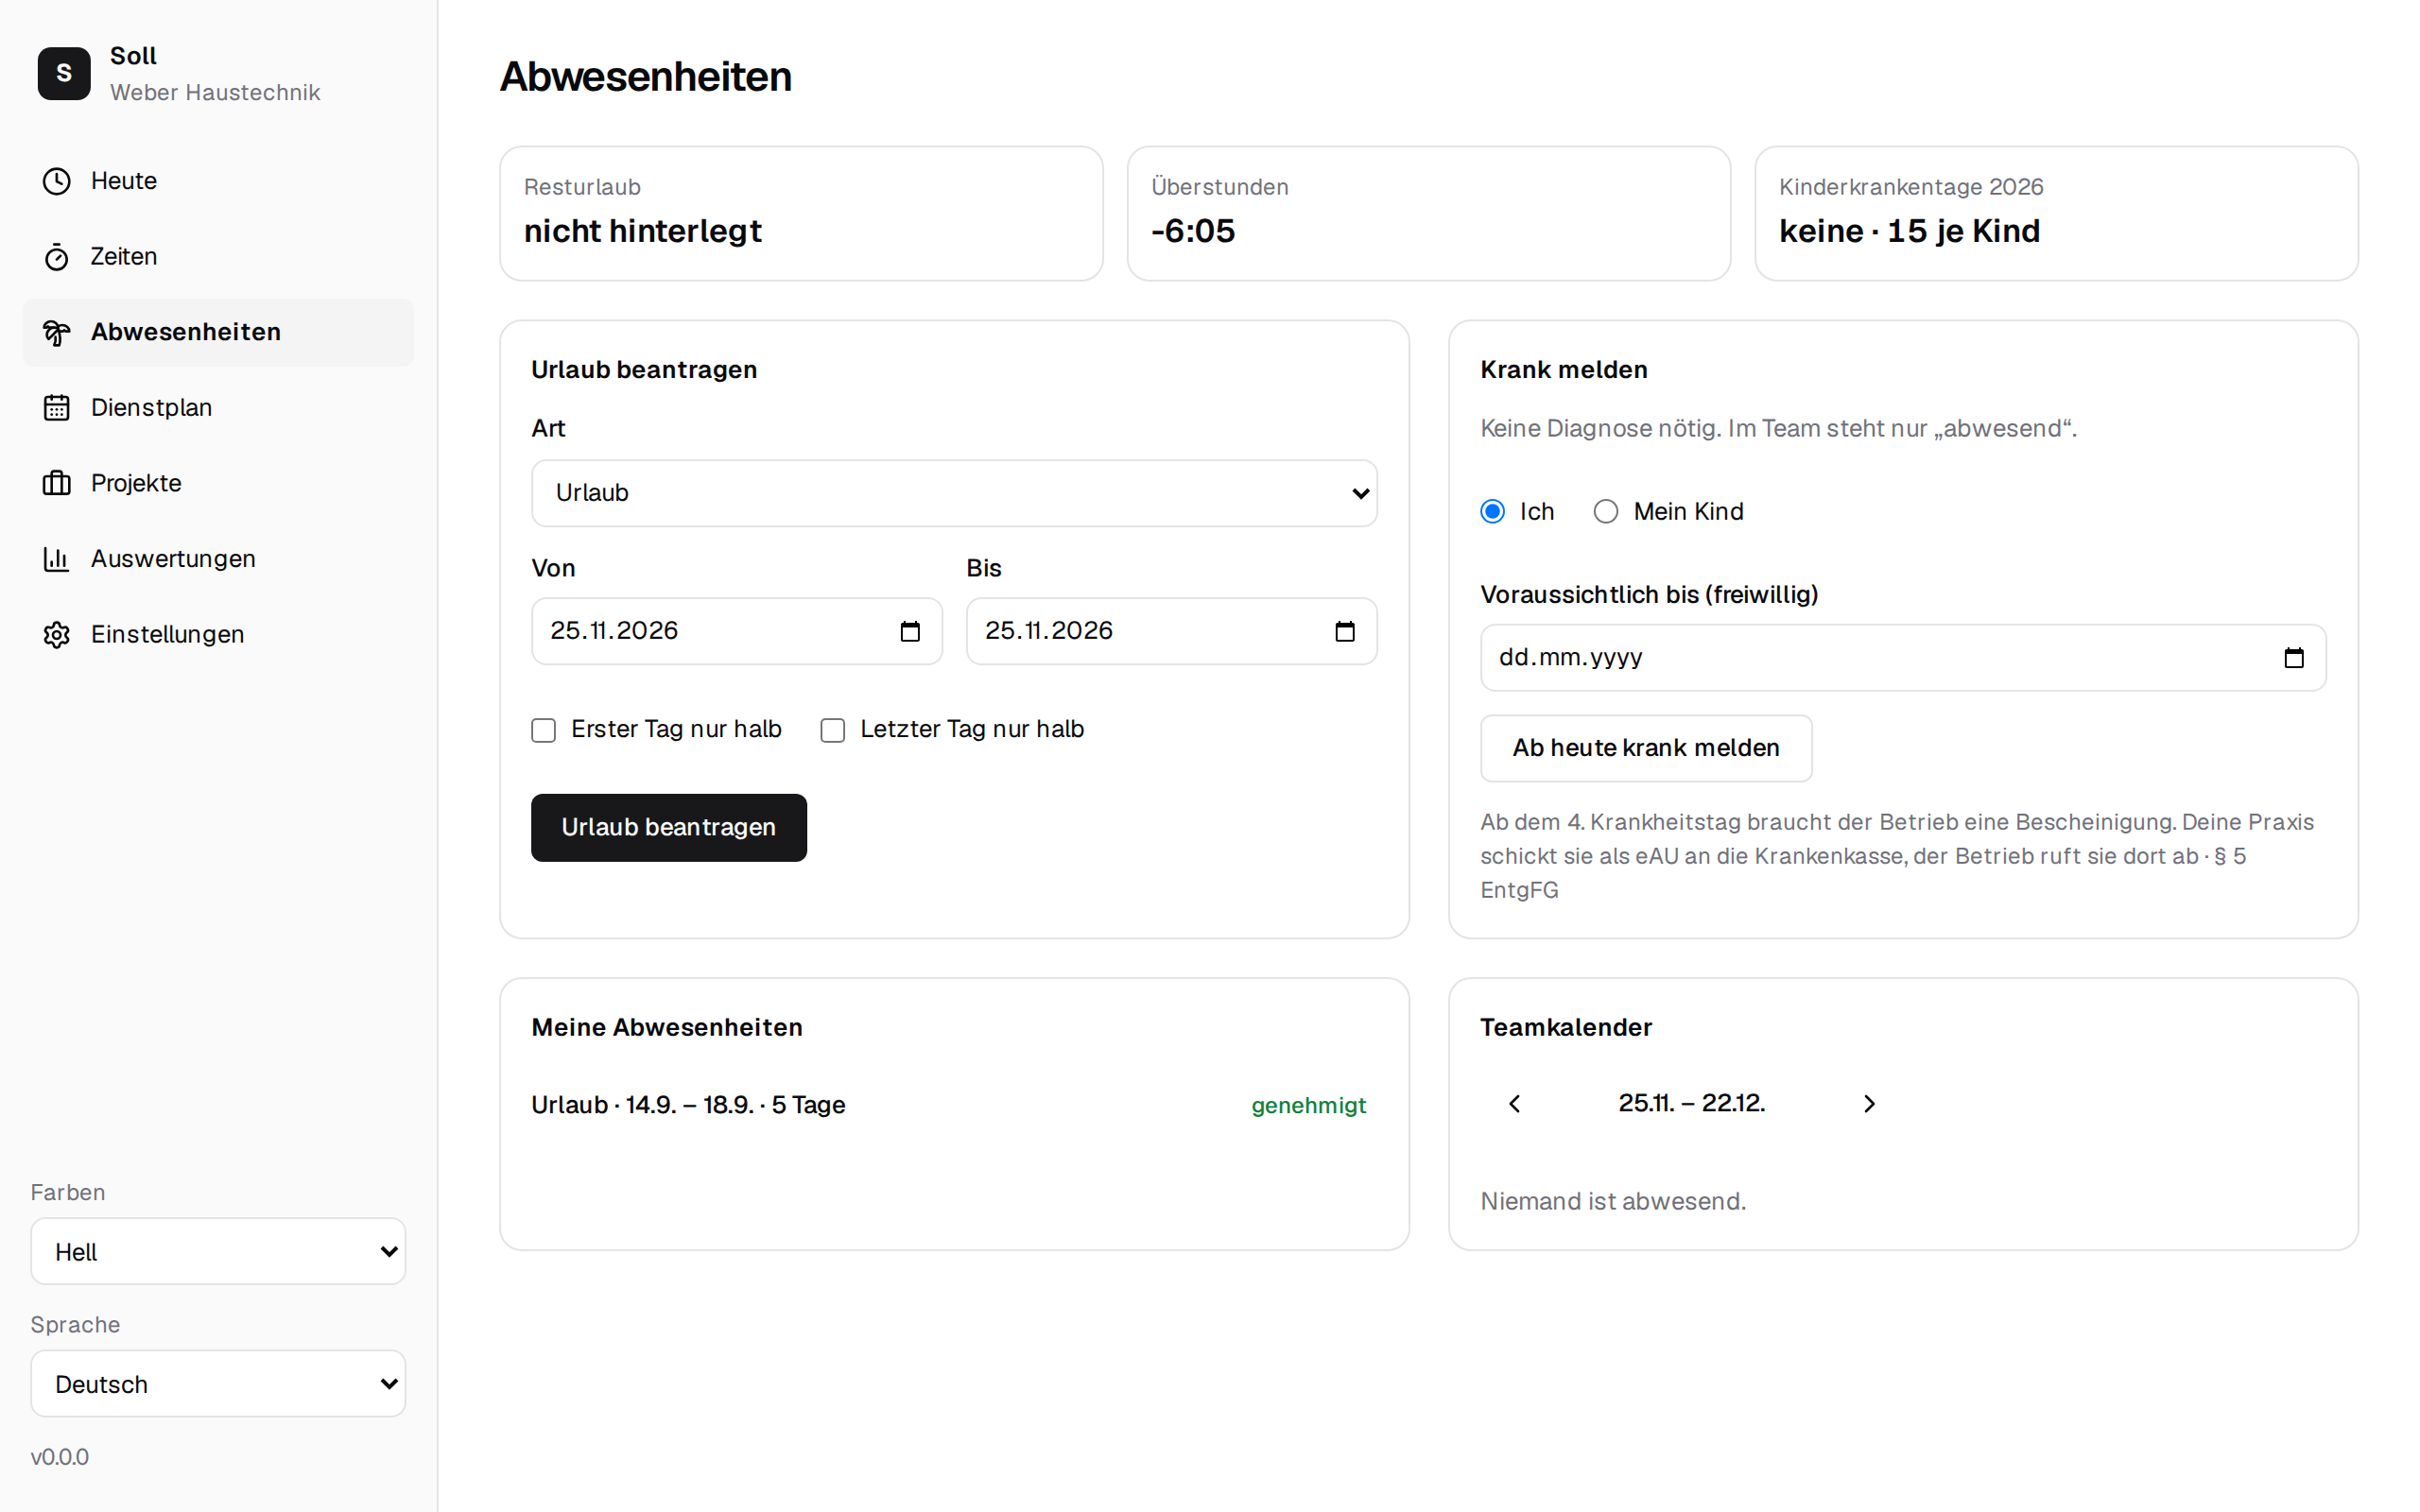 S
Soll
Weber Haustechnik
Heute
Zeiten
Abwesenheiten
Dienstplan
Projekte
Auswertungen
Einstellungen
Farben
Hell
Sprache
Deutsch
v0.0.0
Abwesenheiten
Resturlaub
nicht hinterlegt
Überstunden
-6:05
Kinderkrankentage 2026
keine · 15 je Kind
Urlaub beantragen
Art
Urlaub
Von
Bis
25.11.2026
25.11.2026
Erster Tag nur halb
Letzter Tag nur halb
Urlaub beantragen
Krank melden
Keine Diagnose nötig. Im Team steht nur „abwesend“.
Ich
Mein Kind
Voraussichtlich bis (freiwillig)
dd.mm.yyyy
Ab heute krank melden
Ab dem 4. Krankheitstag braucht der Betrieb eine Bescheinigung. Deine Praxis
schickt sie als eAU an die Krankenkasse, der Betrieb ruft sie dort ab · § 5
EntgFG
Meine Abwesenheiten
Urlaub · 14.9. – 18.9. · 5 Tage
genehmigt
Teamkalender
25.11. – 22.12.
Niemand ist abwesend.